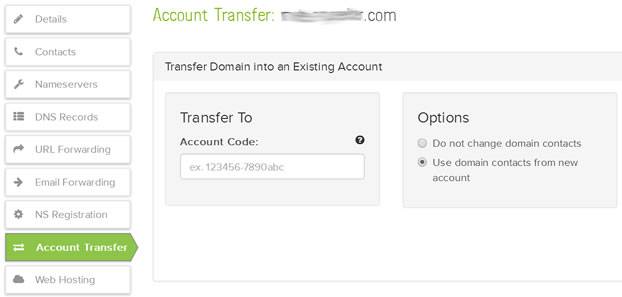 Account Transfer: .com
Details
Contacts
Nameservers
DNS Records
URL Forwarding
Email Forwarding
NS Registration
Account Transfer
Web Hosting
Transfer Domain into an Existing Account
Transfer To
Account Code:
?
ex. 123456-7890abc
Options
Do not change domain contacts
Use domain contacts from new
account